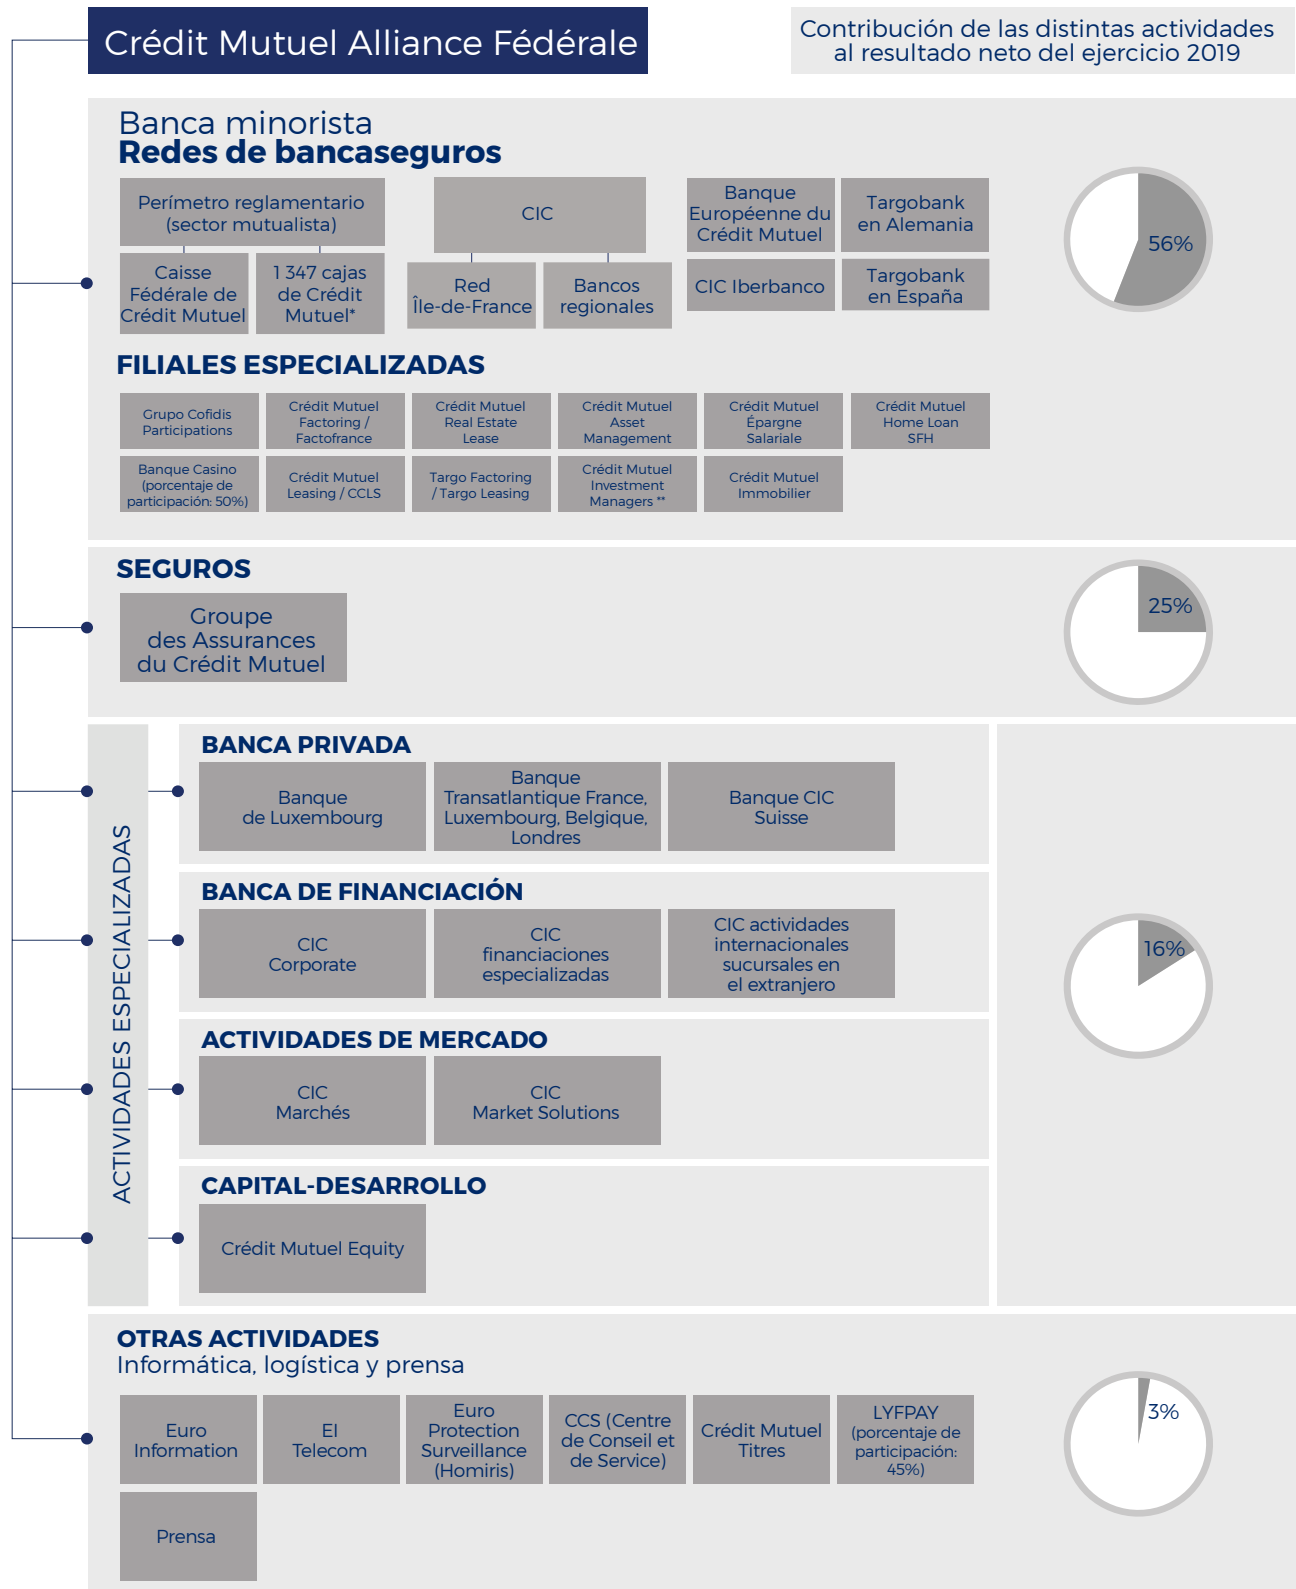 Crédit Mutuel Alliance Fédérale
Contribución de las distintas actividades
al resultado neto del ejercicio 2019
Banca minorista
Redes de bancaseguros
Perímetro reglamentario
(sector mutualista)
Caisse
Fédérale de
Crédit Mutuel
1 347 cajas
de Crédit
Mutuel*
CIC
Red
Île-de-France
Bancos
regionales
Banque
Européenne du
Crédit Mutuel
Targobank
en Alemania
CIC Iberbanco
Targobank
en España
56%
FILIALES ESPECIALIZADAS
Grupo Cofidis
Participations
Crédit Mutuel
Factoring /
Factofrance
Crédit Mutuel
Real Estate
Lease
Crédit Mutuel
Asset
Management
Crédit Mutuel
Épargne
Salariale
Crédit Mutuel
Home Loan
SFH
Banque Casino
(porcentaje de
participación: 50%)
Crédit Mutuel
Leasing / CCLS
Targo Factoring
/ Targo Leasing
Crédit Mutuel
Investment
Managers **
Crédit Mutuel
Immobilier
SEGUROS
Groupe
des Assurances
du Crédit Mutuel
25%
ACTIVIDADES ESPECIALIZADAS
BANCA PRIVADA
Banque
de Luxembourg
Banque
Transatlantique France,
Luxembourg, Belgique,
Londres
Banque CIC
Suisse
BANCA DE FINANCIACIÓN
CIC
Corporate
CIC
financiaciones
especializadas
CIC actividades
internacionales
sucursales en
el extranjero
16%
ACTIVIDADES DE MERCADO
CIC
Marchés
CIC
Market Solutions
CAPITAL-DESARROLLO
Crédit Mutuel Equity
OTRAS ACTIVIDADES
Informática, logística y prensa
Euro
Information
EI
Telecom
Euro
Protection
Surveillance
(Homiris)
CCS (Centre
de Conseil et
de Service)
Crédit Mutuel
Titres
LYFPAY
(porcentaje de
participación:
45%)
3%
Prensa